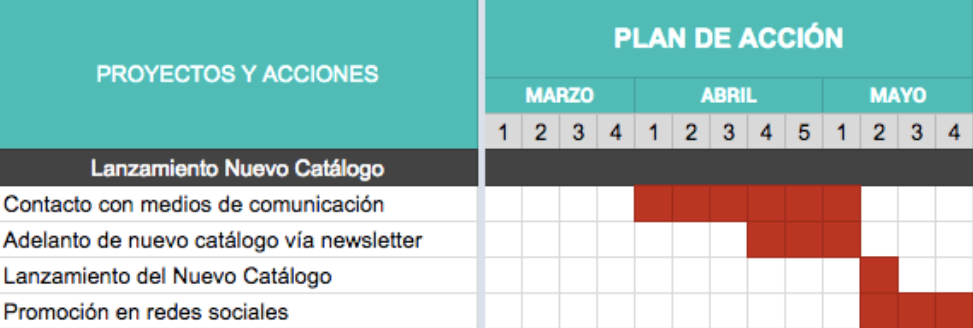 PROYECTOS Y ACCIONES
PLAN DE ACCIÓN
MARZO ABRIL MAYO
1 2 3 4 1 2 3 4 5 1 2 3 4
Lanzamiento Nuevo Catálogo
Contacto con medios de comunicación
Adelanto de nuevo catálogo vía newsletter
Lanzamiento del Nuevo Catálogo
Promoción en redes sociales